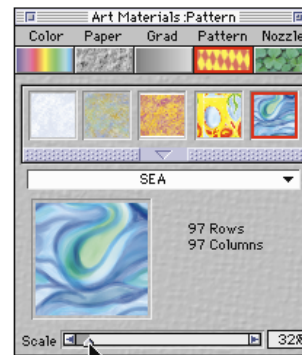 Art Materials :Pattern
Color Paper Grad Pattern Nozzle
SEA
97 Rows
97 Columns
Scale 32%